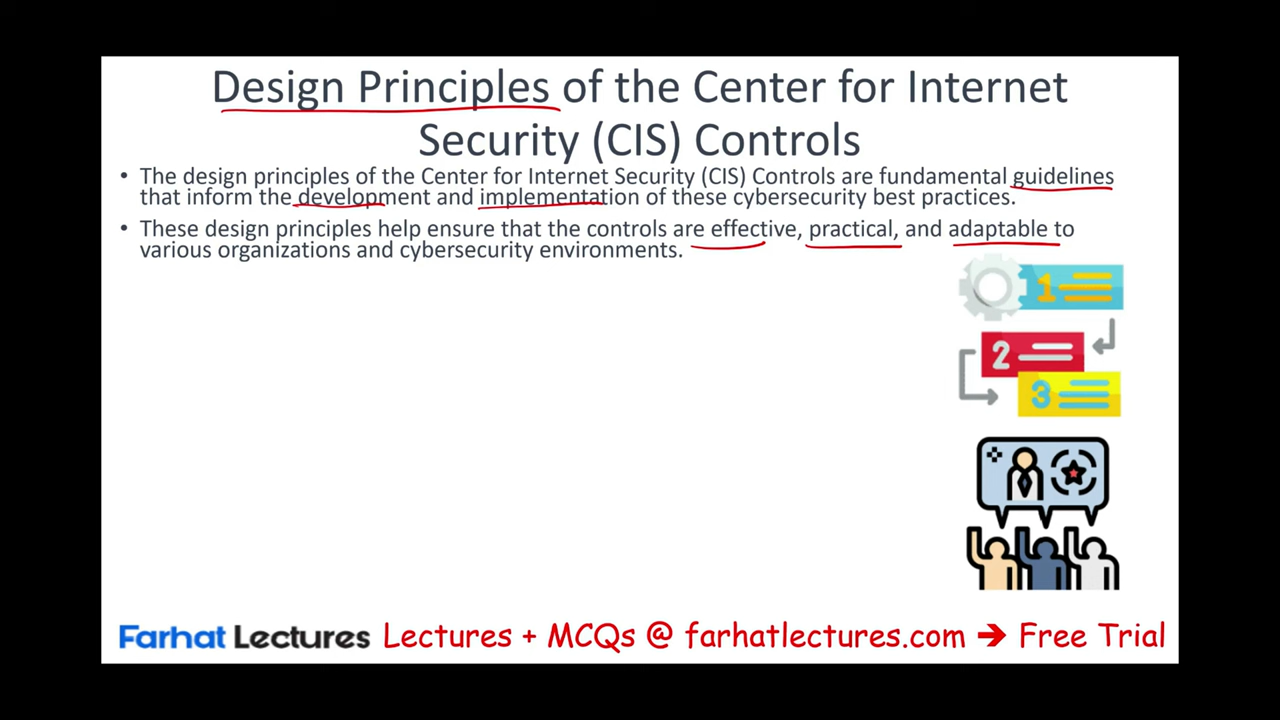 Design Principles of the Center for Internet
Security (CIS) Controls
• The design principles of the Center for Internet Security (CIS) Controls are fundamental guidelines
that inform the development and implementation of these cybersecurity best practices.
• These design principles help ensure that the controls are effective, practical, and adaptable to
various organizations and cybersecurity environments.
1
2
3
Farhat Lectures Lectures + MCQs @ farhatlectures.com → Free Trial